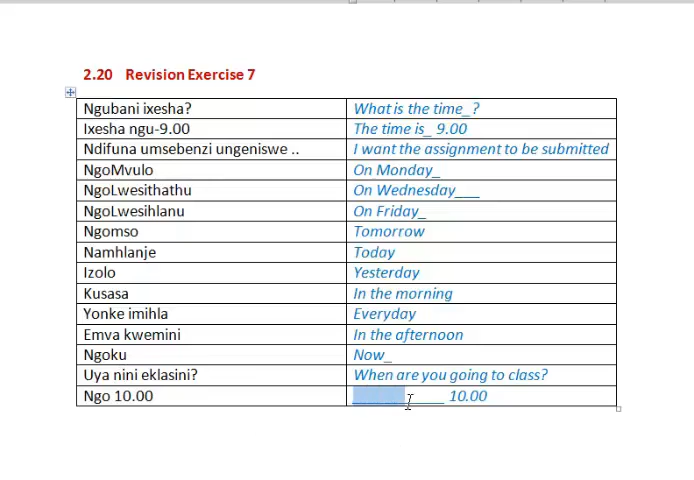 2.20 Revision Exercise 7
Ngubani ixesha? What is the time_?
Ixesha ngu-9.00 The time is_ 9.00
Ndifuna umsebenzi ungeniswe .. I want the assignment to be submitted
NgoMvulo On Monday_
NgoLwesithathu On Wednesday___
NgoLwesihlanu On Friday_
Ngomso Tomorrow
Namhlanje Today
Izolo Yesterday
Kusasa In the morning
Yonke imihla Everyday
Emva kwemini In the afternoon
Ngoku Now_
Uya nini eklasini? When are you going to class?
Ngo 10.00 ____________ 10.00